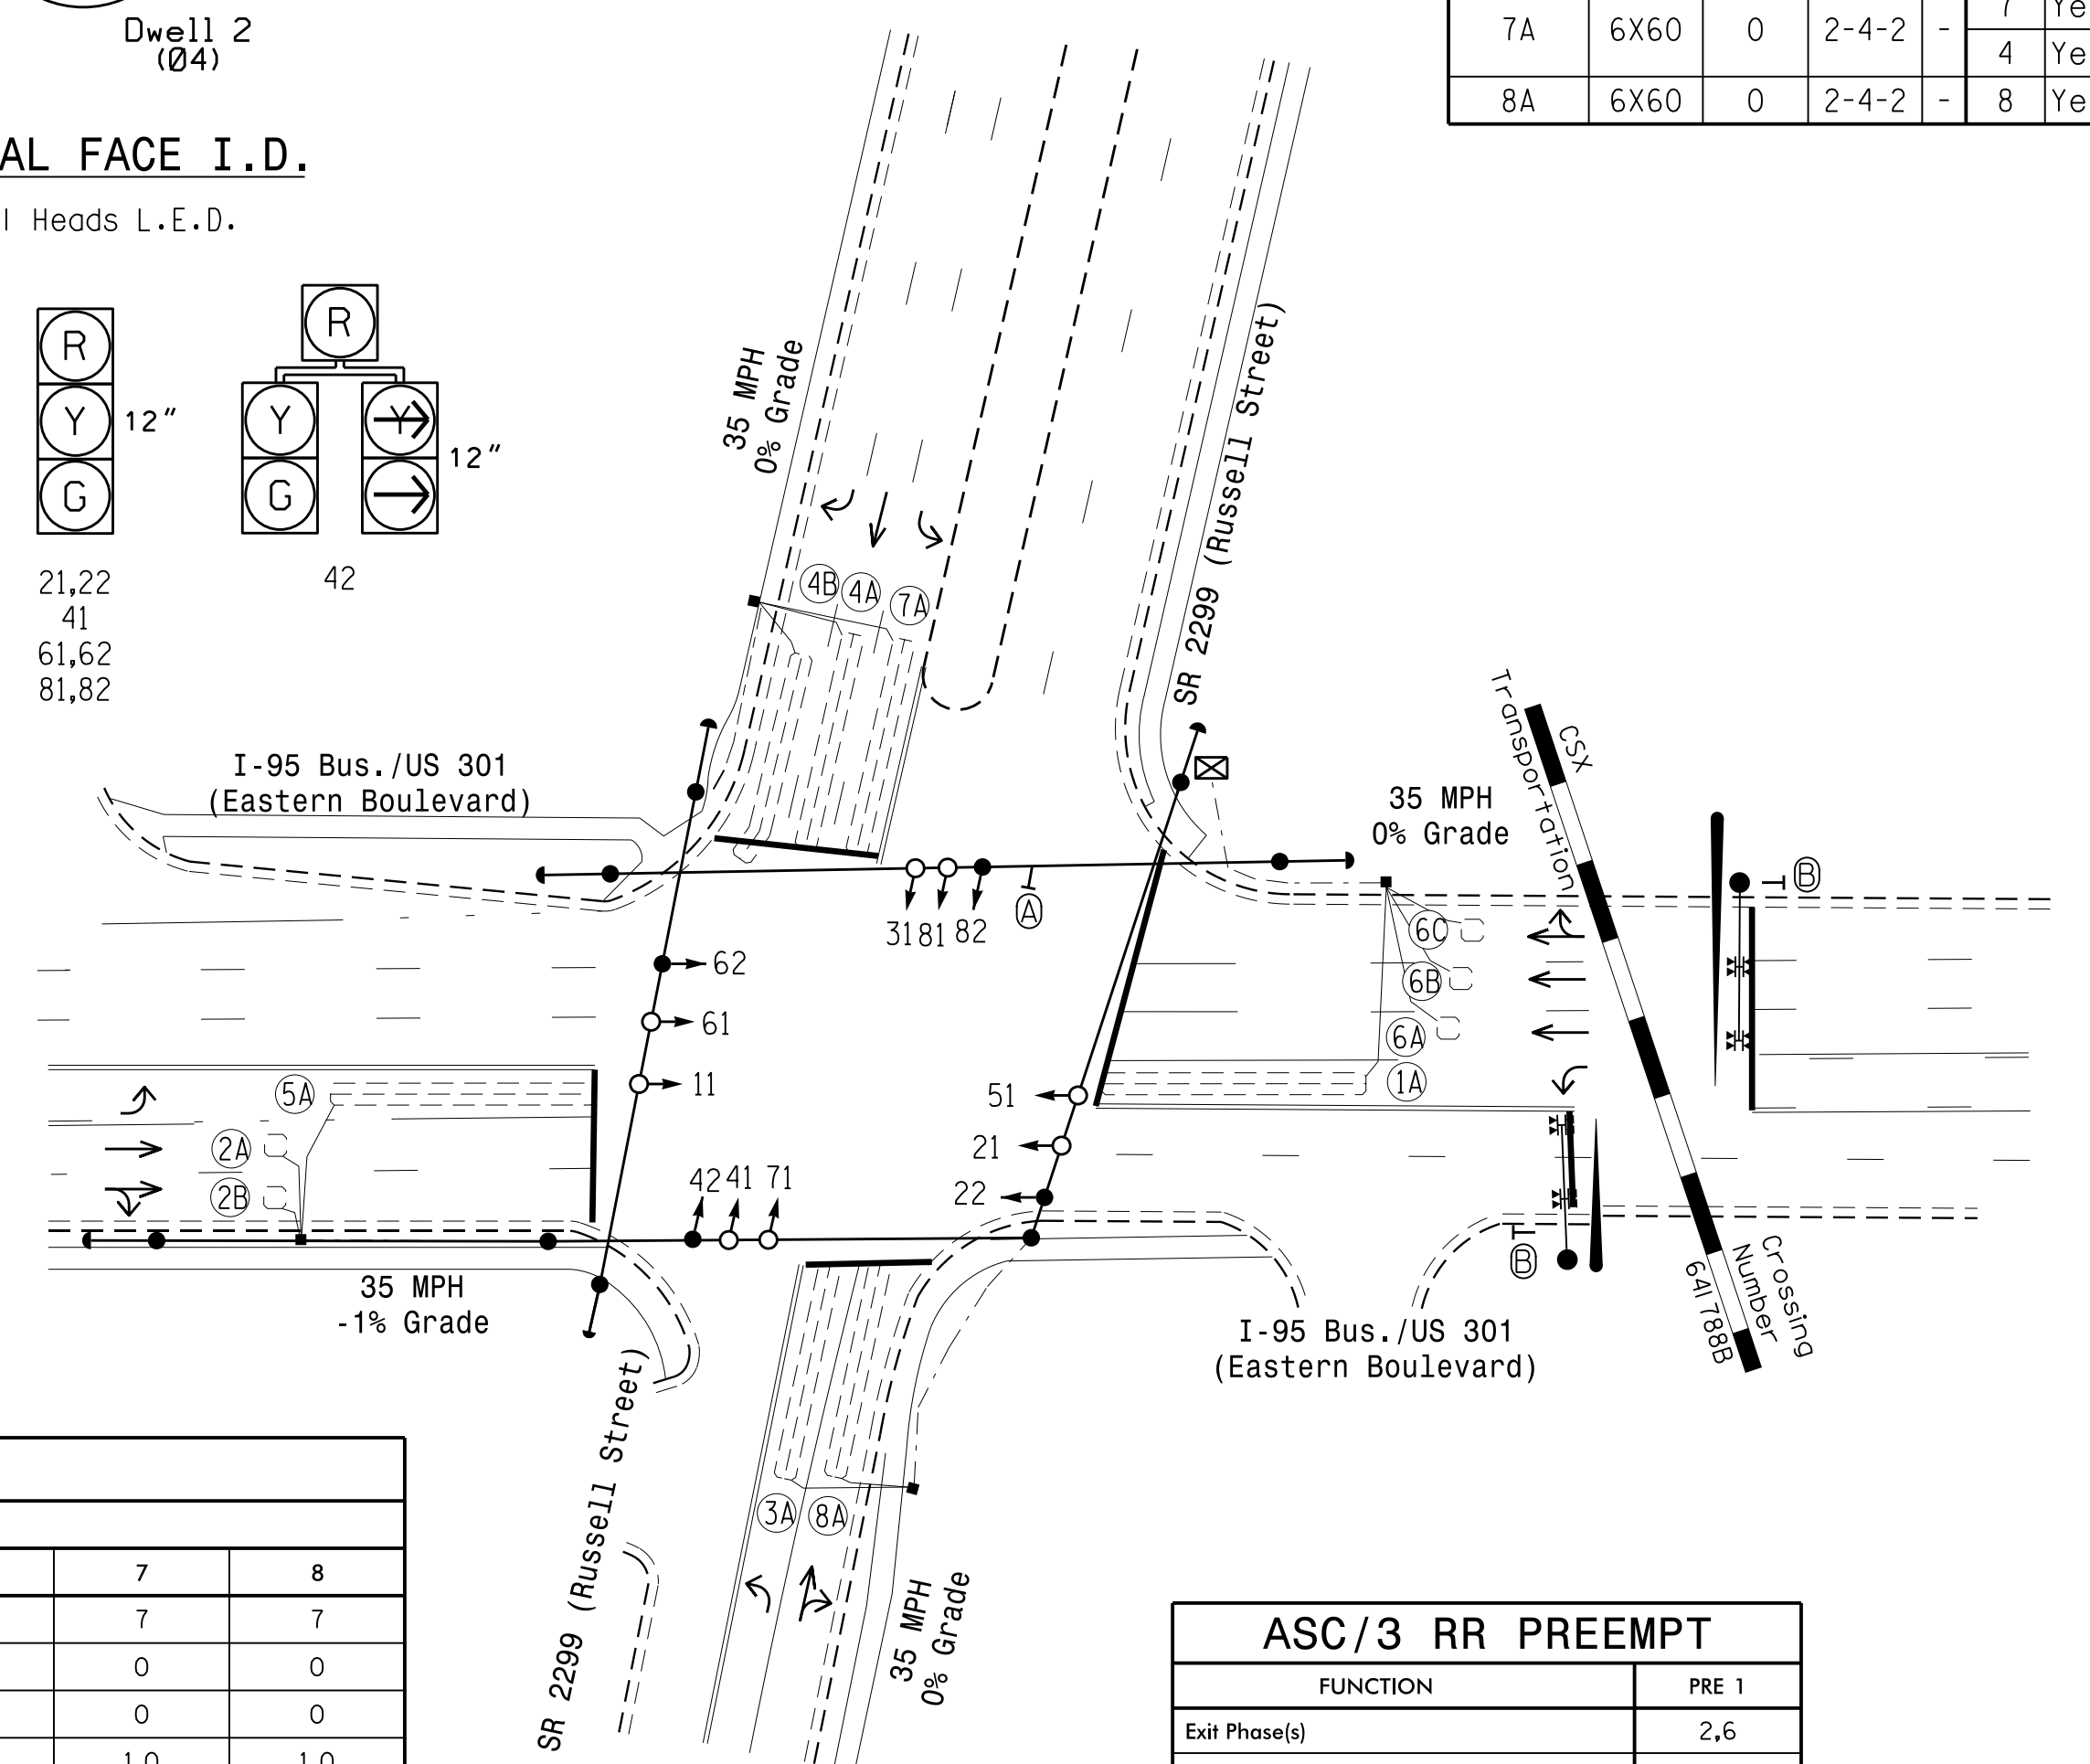 Dwell 2
(Ø4)
7A 6X60 0 2-4-2 - 7 Ye
4 Ye
8A 6X60 0 2-4-2 - 8 Ye
AL FACE I.D.
l Heads L.E.D.
R
Y
G
12"
R
Y Y
G
12"
21,22
41
61,62
81,82
42
35 MPH
0% Grade
SR 2299 (Russell Street)
4B 4A 7A
I-95 Bus./US 301
(Eastern Boulevard)
35 MPH
0% Grade
CSX
Transportation
B
31 81 82 A
62
61
11
6C
6B
6A
1A
5A
2A
2B
51
21
22
42 41 71
B
35 MPH
-1% Grade
I-95 Bus./US 301
(Eastern Boulevard)
Crossing
Number
641788B
SR 2299 (Russell Street)
3A 8A
35 MPH
0% Grade
7 8
7 7
0 0
0 0
1.0 1.0
ASC/3 RR PREEMPT
FUNCTION PRE 1
Exit Phase(s) 2,6